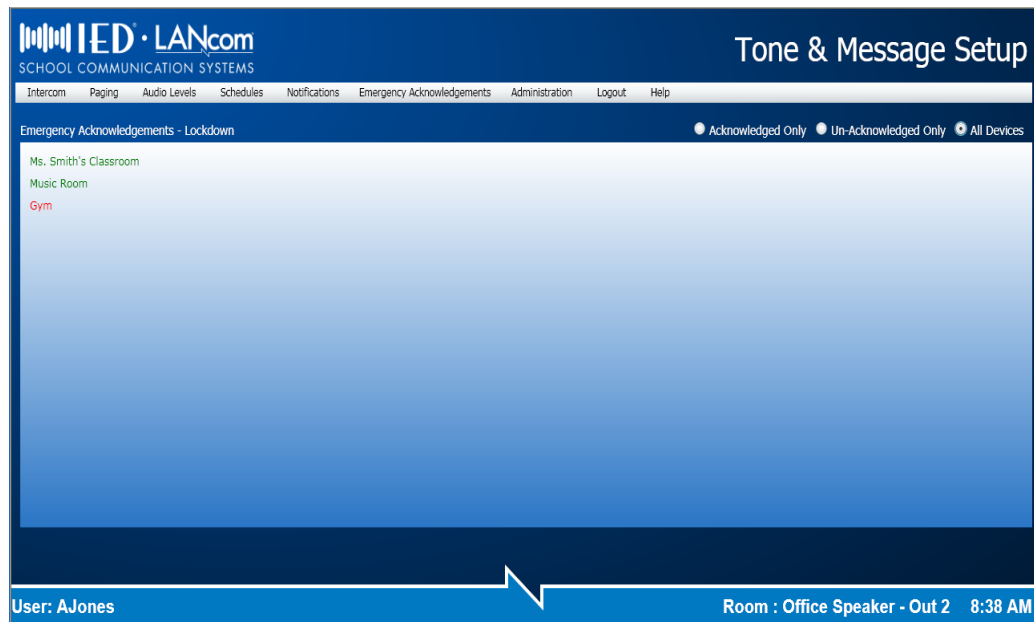 IED® · LANcom
SCHOOL COMMUNICATION SYSTEMS
Tone & Message Setup
Intercom Paging Audio Levels Schedules Notifications Emergency Acknowledgements Administration Logout Help
Emergency Acknowledgements - Lockdown Acknowledged Only Un-Acknowledged Only All Devices
Ms. Smith's Classroom
Music Room
Gym
User: AJones Room : Office Speaker - Out 2 8:38 AM